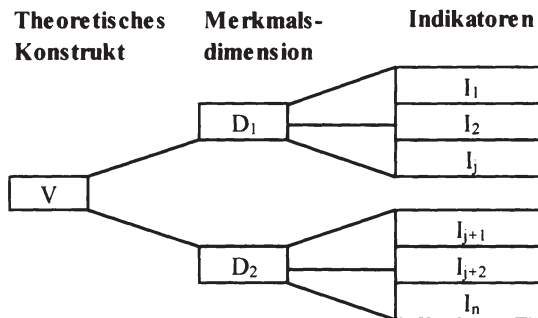 Theoretisches Konstrukt
Merkmals-dimension
Indikatoren
V
D₁
D₂
I₁
I₂
Iⱼ
Iⱼ₊₁
Iⱼ₊₂
Iₙ